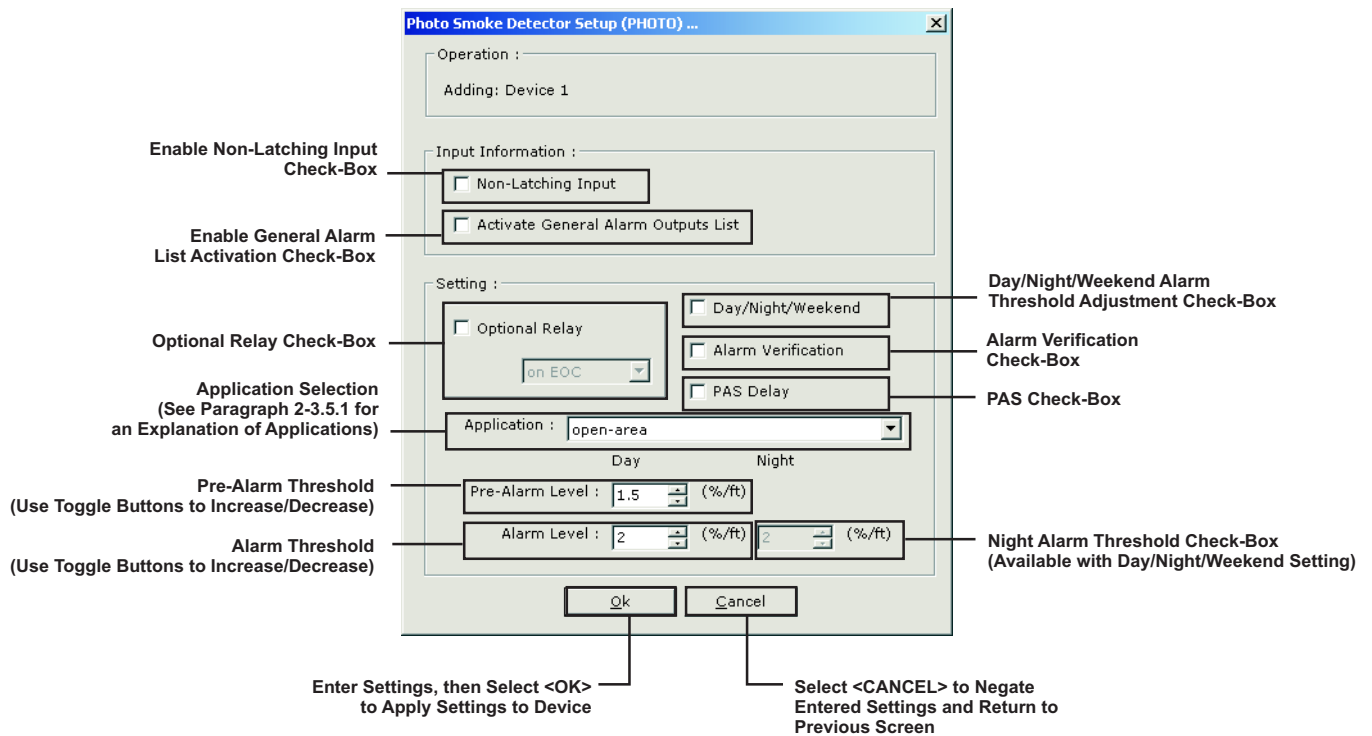 Photo Smoke Detector Setup (PHOTO) ...
Operation :
Adding: Device 1
Enable Non-Latching Input
Check-Box
Input Information :
Non-Latching Input
Activate General Alarm Outputs List
Enable General Alarm
List Activation Check-Box
Setting :
Optional Relay
on EOC
Day/Night/Weekend
Alarm Verification
PAS Delay
Day/Night/Weekend Alarm
Threshold Adjustment Check-Box
Optional Relay Check-Box
Alarm Verification
Check-Box
PAS Check-Box
Application Selection
(See Paragraph 2-3.5.1 for
an Explanation of Applications)
Application : open-area
Day Night
Pre-Alarm Threshold
(Use Toggle Buttons to Increase/Decrease)
Pre-Alarm Level : 1.5 (%/ft)
Alarm Threshold
(Use Toggle Buttons to Increase/Decrease)
Alarm Level : 2 (%/ft) 2 (%/ft)
Night Alarm Threshold Check-Box
(Available with Day/Night/Weekend Setting)
Ok Cancel
Enter Settings, then Select <OK>
to Apply Settings to Device
Select <CANCEL> to Negate
Entered Settings and Return to
Previous Screen